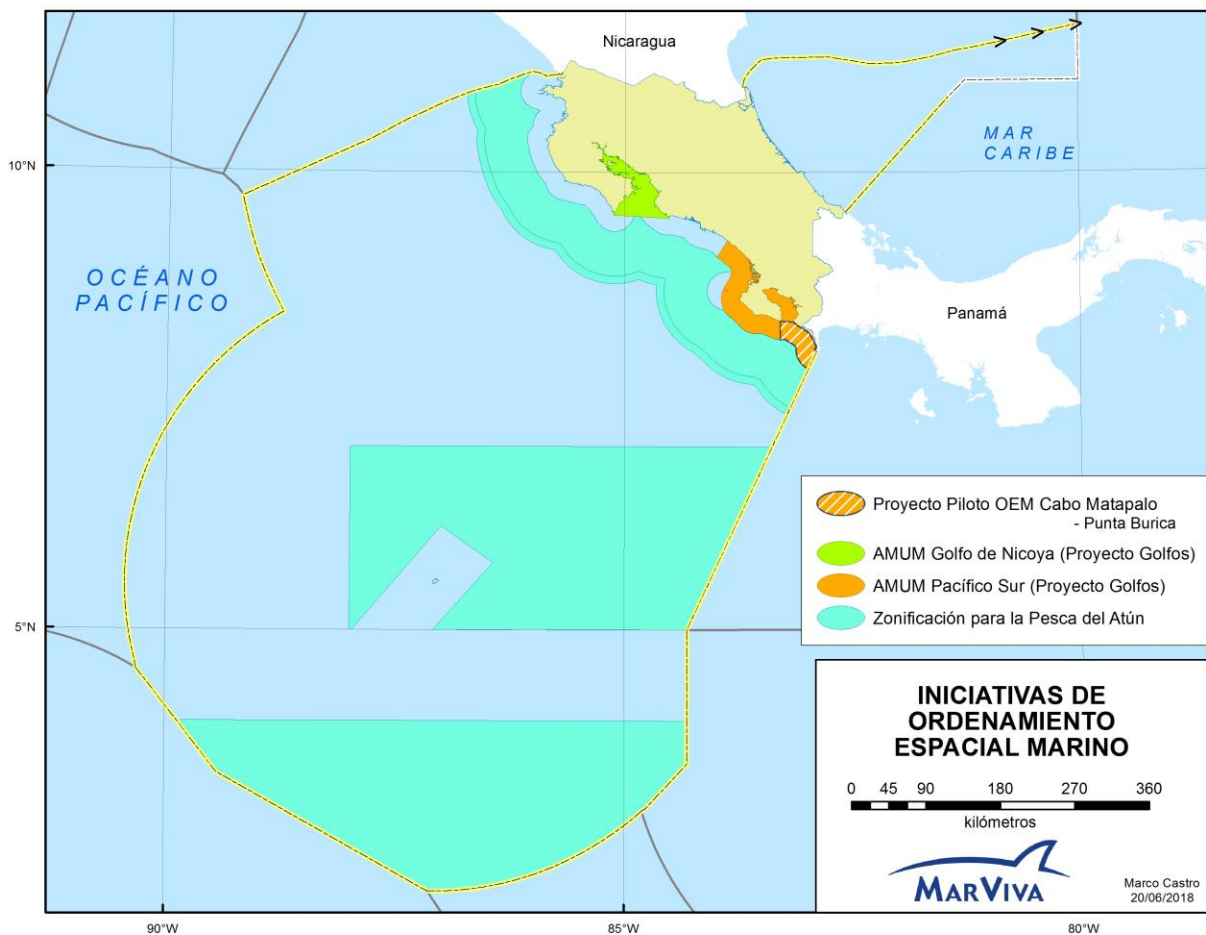 Nicaragua
10°N
MAR
CARIBE
OCÉANO
PACÍFICO
Panamá
Proyecto Piloto OEM Cabo Matapalo
- Punta Burica
AMUM Golfo de Nicoya (Proyecto Golfos)
AMUM Pacífico Sur (Proyecto Golfos)
Zonificación para la Pesca del Atún
5°N
INICIATIVAS DE
ORDENAMIENTO
ESPACIAL MARINO
0 45 90 180 270 360
kilómetros
MARVIVA
Marco Castro
20/06/2018
90°W 85°W 80°W